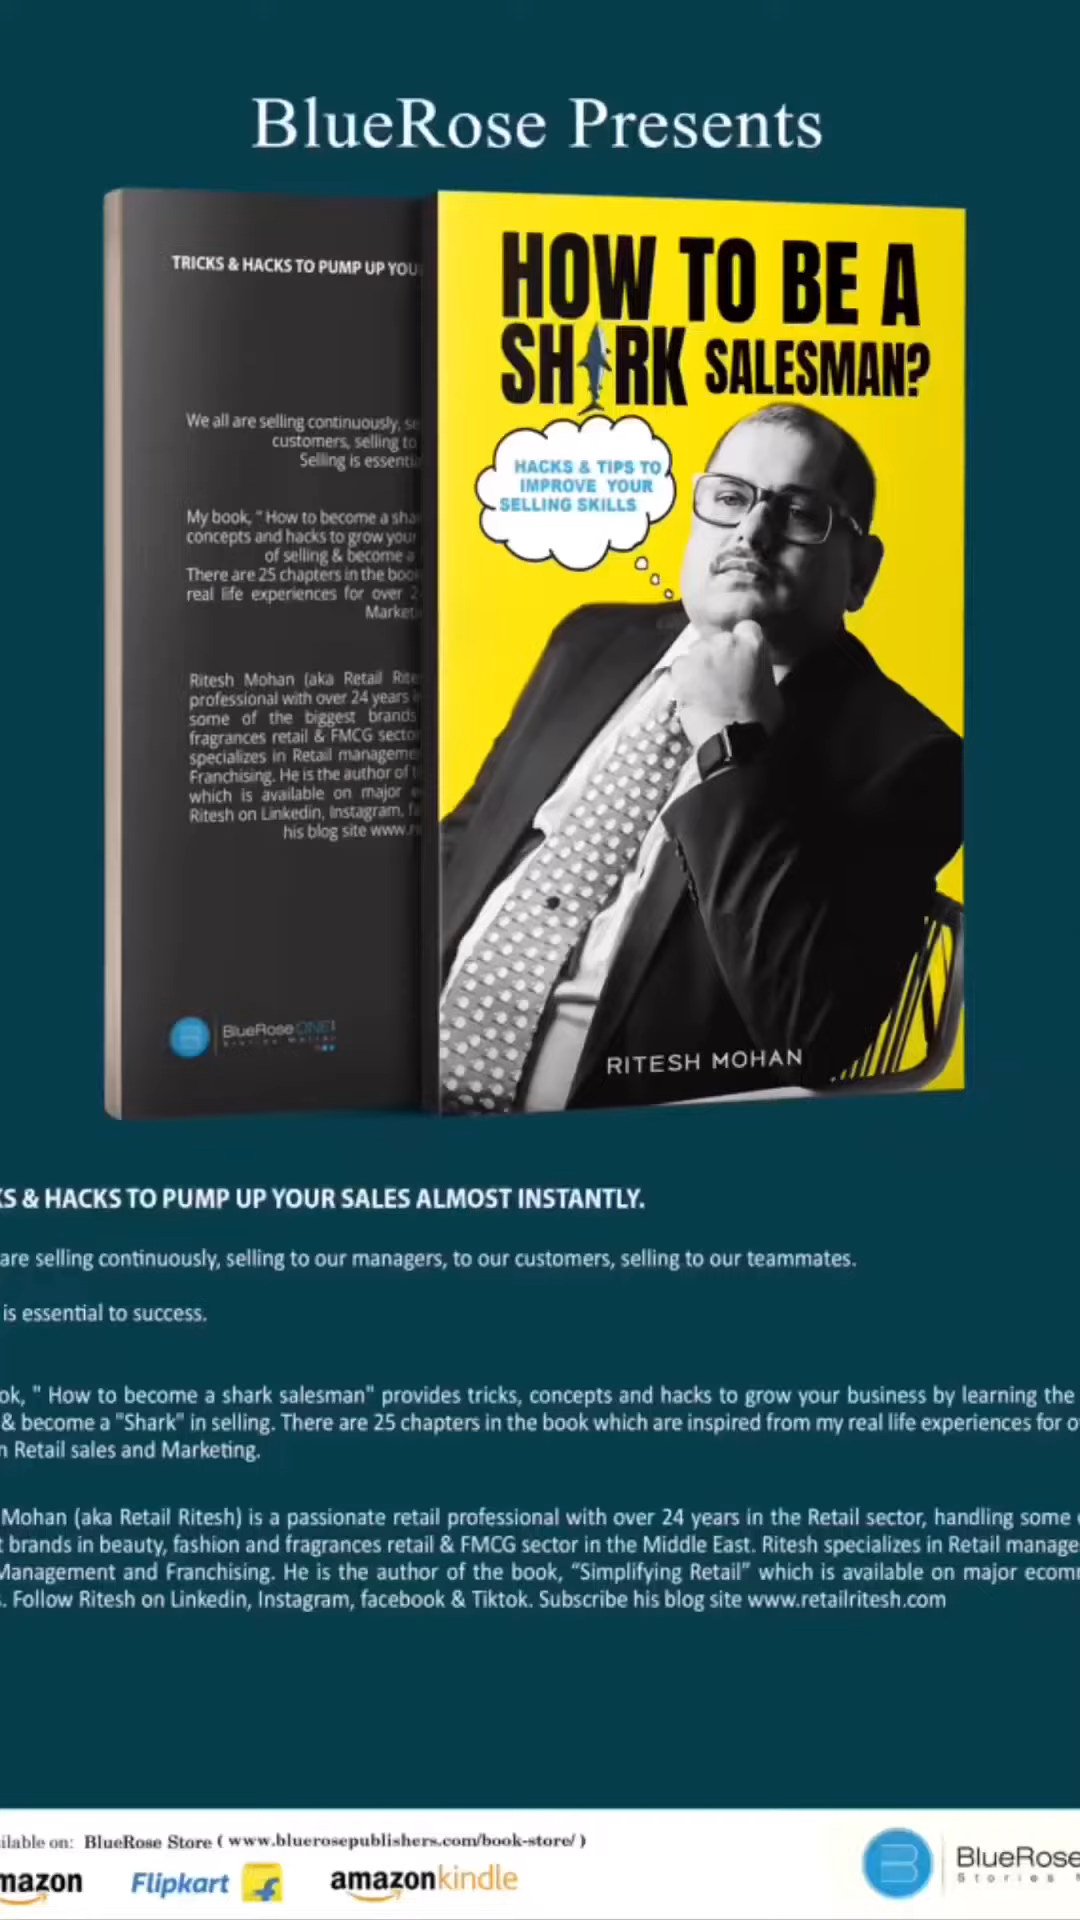 BlueRose Presents
TRICKS & HACKS TO PUMP UP YOU
We all are selling continuously, se
customers, selling to
Selling is essentia
My book, " How to become a sha
concepts and hacks to grow your
of selling & become a
There are 25 chapters in the boo
real life experiences for over 2
Market
Ritesh Mohan (aka Retail Rite
professional with over 24 years
some of the biggest brands
fragrances retail & FMCG secto
specializes in Retail manageme
Franchising. He is the author of
which is available on major
Ritesh on Linkedin, Instagram, fa
his blog site www.r
BlueRose ONE
Stories Matter
HOW TO BE A
SHARK SALESMAN?
HACKS & TIPS TO
IMPROVE YOUR
SELLING SKILLS
RITESH MOHAN
KS & HACKS TO PUMP UP YOUR SALES ALMOST INSTANTLY.
are selling continuously, selling to our managers, to our customers, selling to our teammates.
is essential to success.
ok, " How to become a shark salesman" provides tricks, concepts and hacks to grow your business by learning the
& become a "Shark" in selling. There are 25 chapters in the book which are inspired from my real life experiences for o
n Retail sales and Marketing.
Mohan (aka Retail Ritesh) is a passionate retail professional with over 24 years in the Retail sector, handling some
t brands in beauty, fashion and fragrances retail & FMCG sector in the Middle East. Ritesh specializes in Retail manage
Management and Franchising. He is the author of the book, “Simplifying Retail” which is available on major ecom
. Follow Ritesh on Linkedin, Instagram, facebook & Tiktok. Subscribe his blog site www.retailritesh.com
ilable on: BlueRose Store ( www.bluerosepublishers.com/book-store/ )
mazon Flipkart amazonkindle
BlueRose
Stories